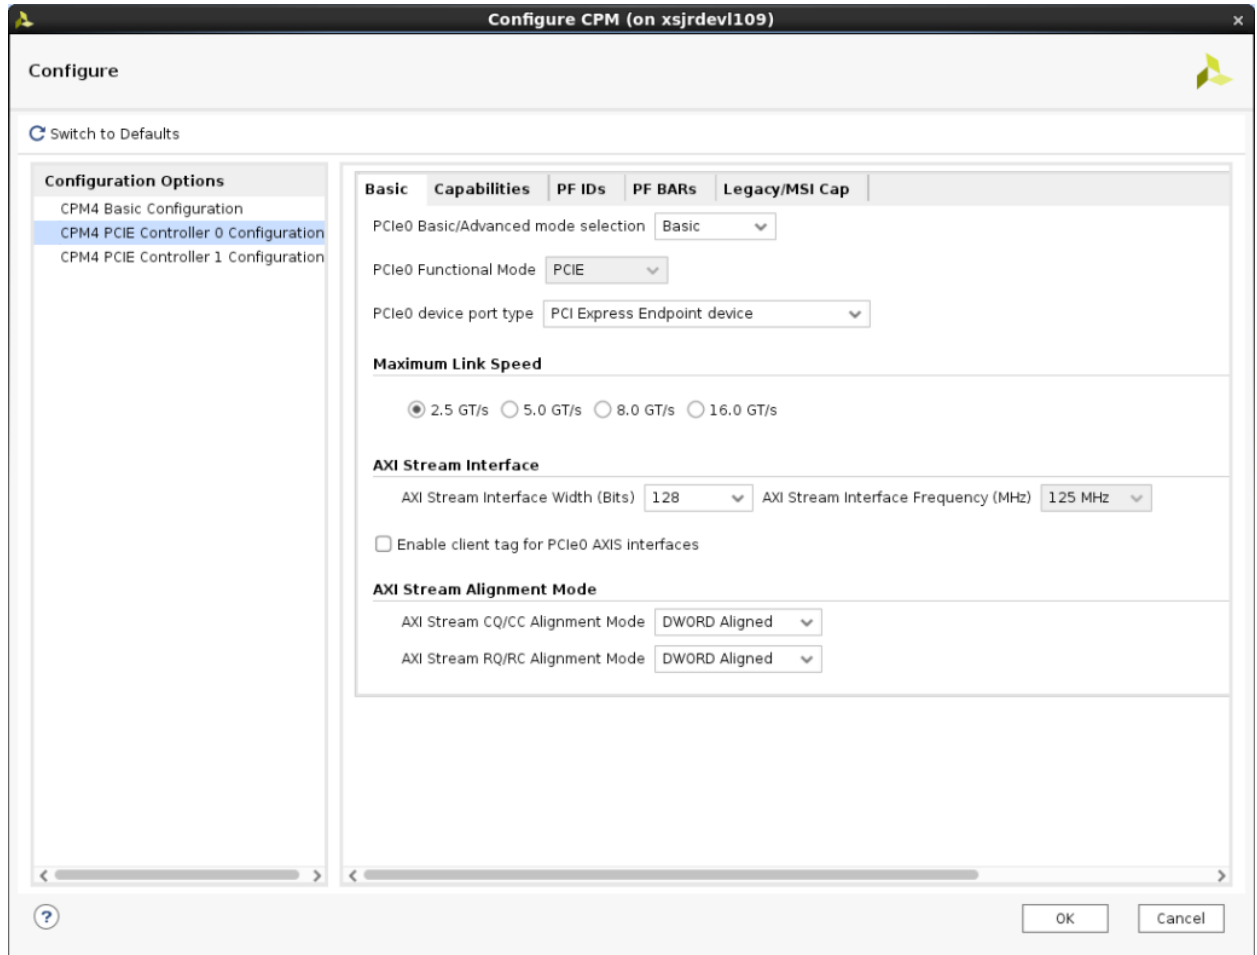 Configure CPM (on xsjrdevl109)
Configure
Switch to Defaults
Configuration Options
CPM4 Basic Configuration
CPM4 PCIE Controller 0 Configuration
CPM4 PCIE Controller 1 Configuration
Basic Capabilities PF IDs PF BARs Legacy/MSI Cap
PCIe0 Basic/Advanced mode selection Basic
PCIe0 Functional Mode PCIE
PCIe0 device port type PCI Express Endpoint device
Maximum Link Speed
2.5 GT/s 5.0 GT/s 8.0 GT/s 16.0 GT/s
AXI Stream Interface
AXI Stream Interface Width (Bits) 128 AXI Stream Interface Frequency (MHz) 125 MHz
Enable client tag for PCIe0 AXIS interfaces
AXI Stream Alignment Mode
AXI Stream CQ/CC Alignment Mode DWORD Aligned
AXI Stream RQ/RC Alignment Mode DWORD Aligned
? OK Cancel